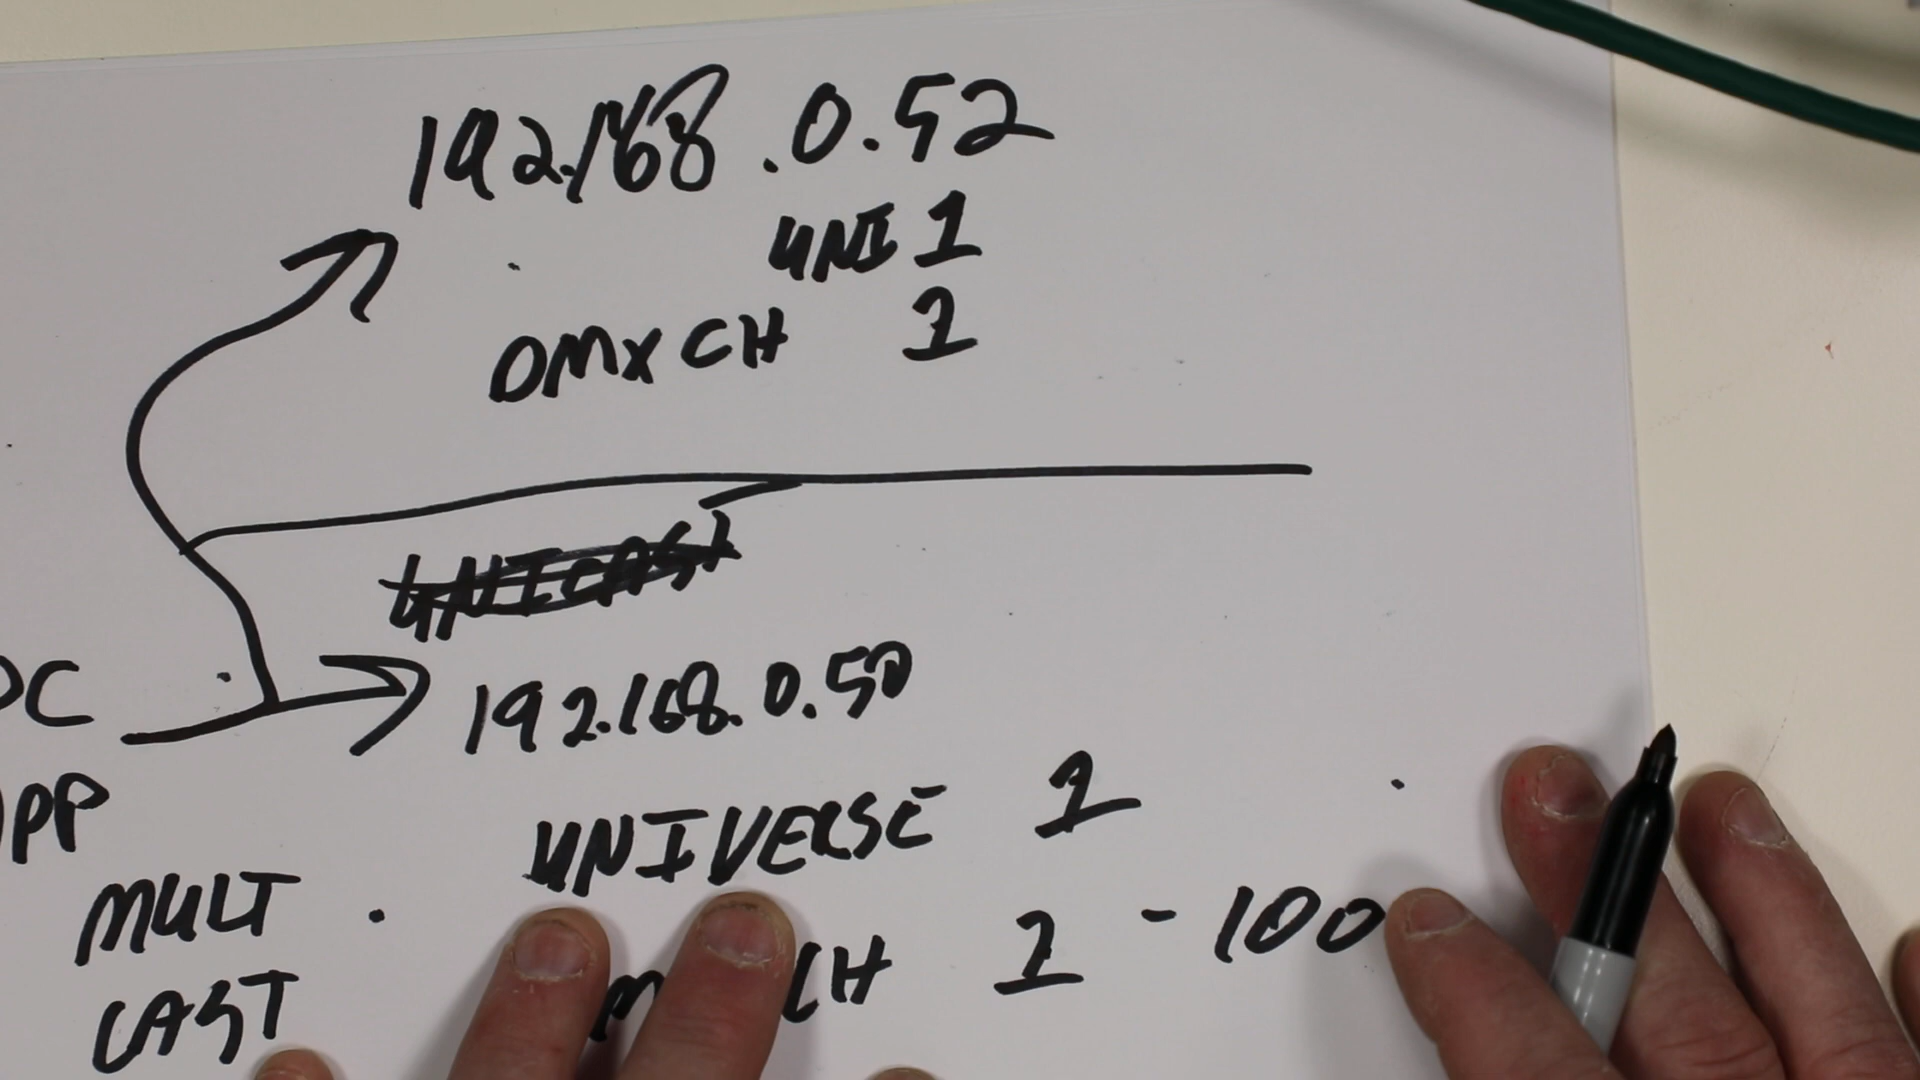 192.168.0.52
UNI 1
DMX CH 1
UNICAST
192.168.0.50
UNIVERSE 1
CH 1 - 100
MULT
CAST